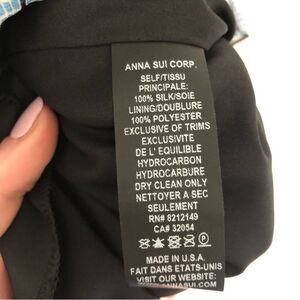 ANNA SUI CORP.
SELF/TISSU
PRINCIPALE:
100% SILK/SOIE
LINING/DOUBLURE
100% POLYESTER
EXCLUSIVE OF TRIMS
EXCLUSIVITE
DE L' EQUILIBLE
HYDROCARBON
HYDROCARBURE
DRY CLEAN ONLY
NETTOYER A SEC
SEULEMENT
RN# 8212149
CA# 32054
P
MADE IN U.S.A.
FAIT DANS ETATS-UNIS
VISIT OUR WEBSITE:
ANNASUI.COM